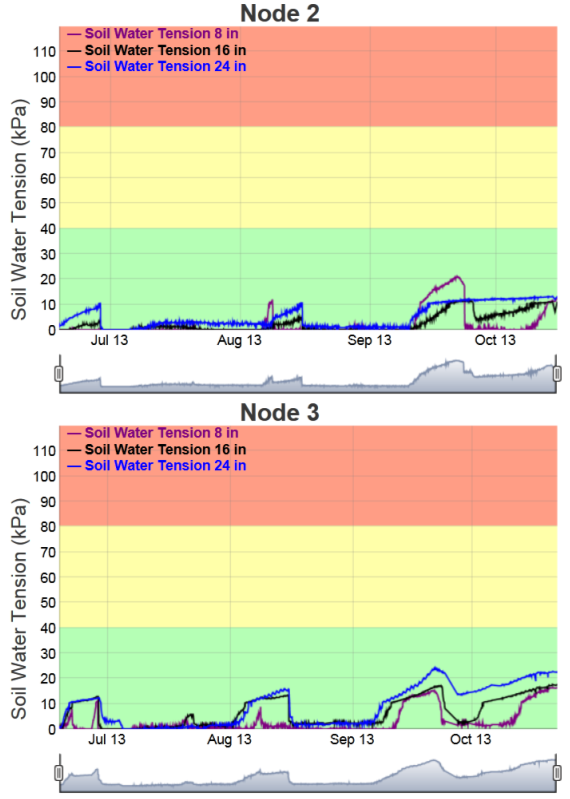 Node 2
— Soil Water Tension 8 in
— Soil Water Tension 16 in
— Soil Water Tension 24 in
Soil Water Tension (kPa)
110
100
90
80
70
60
50
40
30
20
10
0
Jul 13 Aug 13 Sep 13 Oct 13
Node 3
— Soil Water Tension 8 in
— Soil Water Tension 16 in
— Soil Water Tension 24 in
Soil Water Tension (kPa)
110
100
90
80
70
60
50
40
30
20
10
0
Jul 13 Aug 13 Sep 13 Oct 13